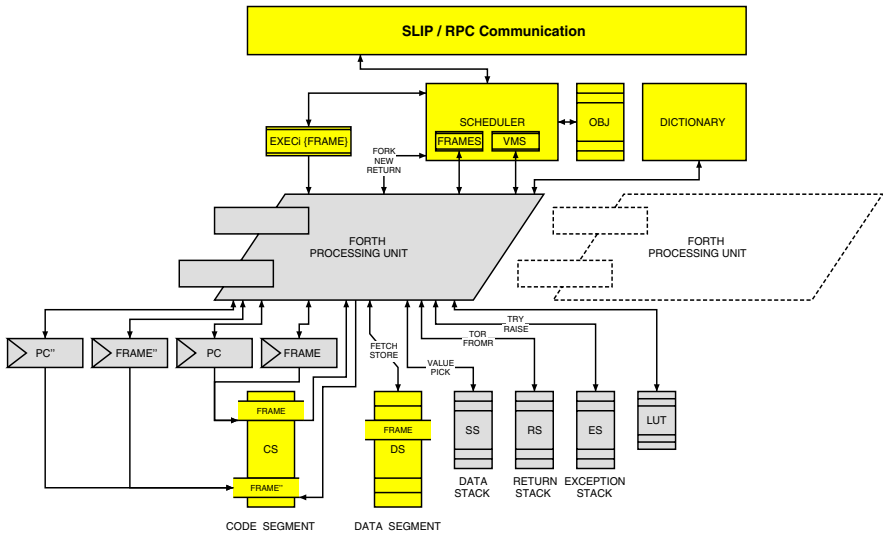 SLIP / RPC Communication
SCHEDULER
OBJ
DICTIONARY
EXECi {FRAME}
FRAMES
VMS
FORK
NEW
RETURN
FORTH
PROCESSING UNIT
FORTH
PROCESSING UNIT
TRY
RAISE
TOR
FROMR
FETCH
STORE
VALUE
PICK
PC''
FRAME''
PC
FRAME
FRAME
CS
FRAME''
FRAME
DS
SS
RS
ES
LUT
DATA
STACK
RETURN
STACK
EXCEPTION
STACK
CODE SEGMENT
DATA SEGMENT